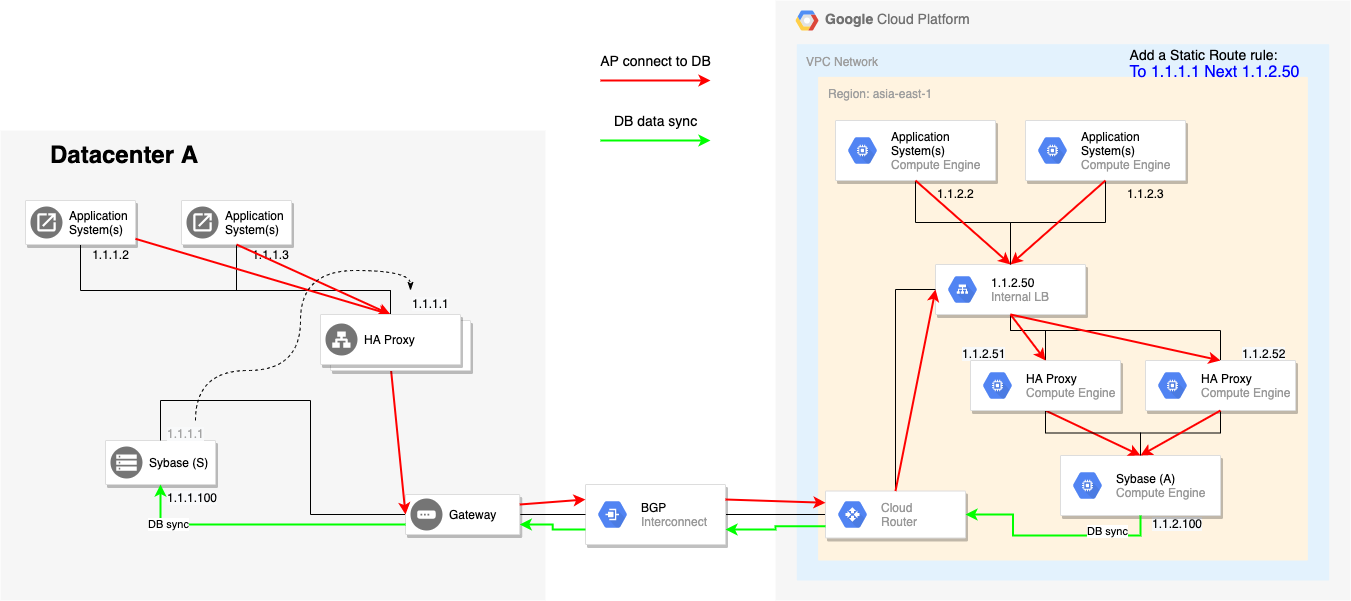 Google Cloud Platform
VPC Network
Add a Static Route rule:
To 1.1.1.1 Next 1.1.2.50
Region: asia-east-1
AP connect to DB
DB data sync
Datacenter A
Application
System(s)
1.1.1.2
Application
System(s)
1.1.1.3
1.1.1.1
HA Proxy
1.1.1.1
Sybase (S)
1.1.1.100
DB sync
Gateway
BGP
Interconnect
Cloud
Router
Application
System(s)
Compute Engine
1.1.2.2
Application
System(s)
Compute Engine
1.1.2.3
1.1.2.50
Internal LB
1.1.2.51
HA Proxy
Compute Engine
1.1.2.52
HA Proxy
Compute Engine
Sybase (A)
Compute Engine
1.1.2.100
DB sync